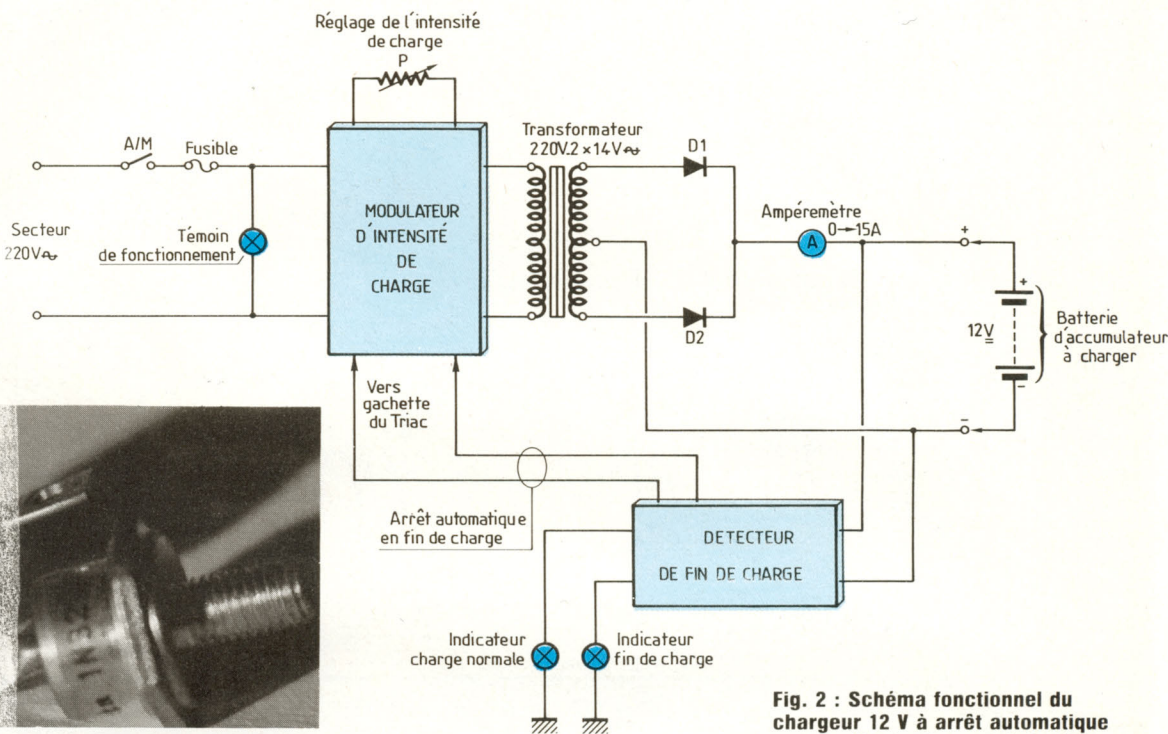 Réglage de l'intensité
de charge
P
A/M
Fusible
Transformateur
220V.2 × 14V∿
D1
Ampéremètre
0→15A
A
+
Secteur
220V∿
Témoin
de fonctionnement
MODULATEUR
D'INTENSITÉ
DE
CHARGE
D2
+
12V
Batterie
d'accumulateur
à charger
–
–
Vers
gachette
du Triac
Arrêt automatique
en fin de charge
DETECTEUR
DE FIN DE CHARGE
Indicateur
charge normale
Indicateur
fin de charge
1N
Fig. 2 : Schéma fonctionnel du
chargeur 12 V à arrêt automatique